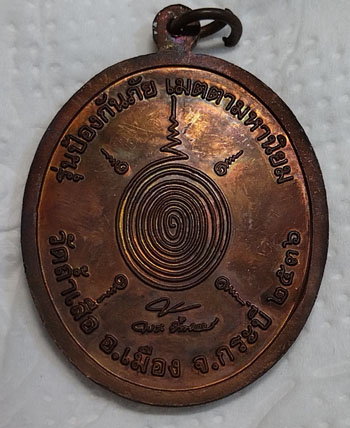 รุ่นป้องกันภัย เมตตามหานิยม
วัดถ้ำเสือ อ.เมือง จ.กระบี่ ๒๕๓๖